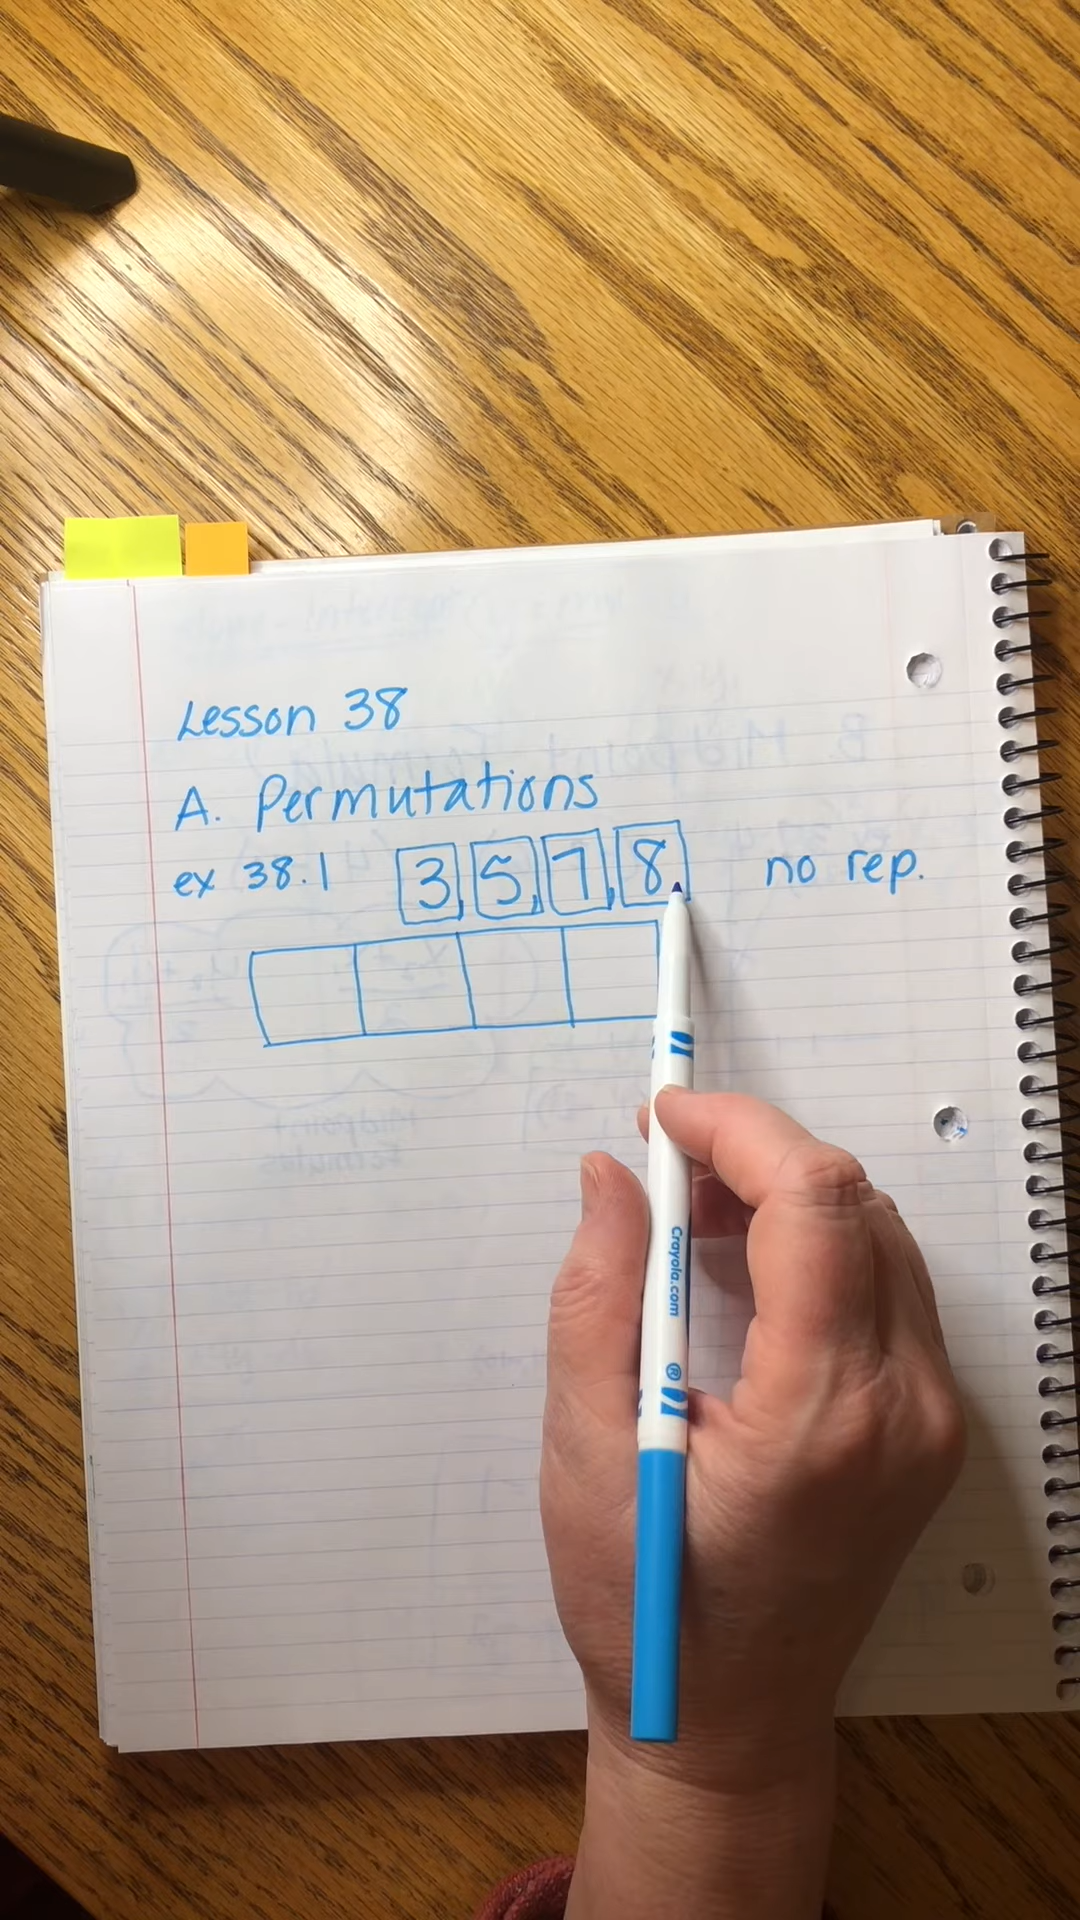 Lesson 38
A. Permutations
ex 38.1 3, 5, 7, 8. no rep.
Crayola.com ®